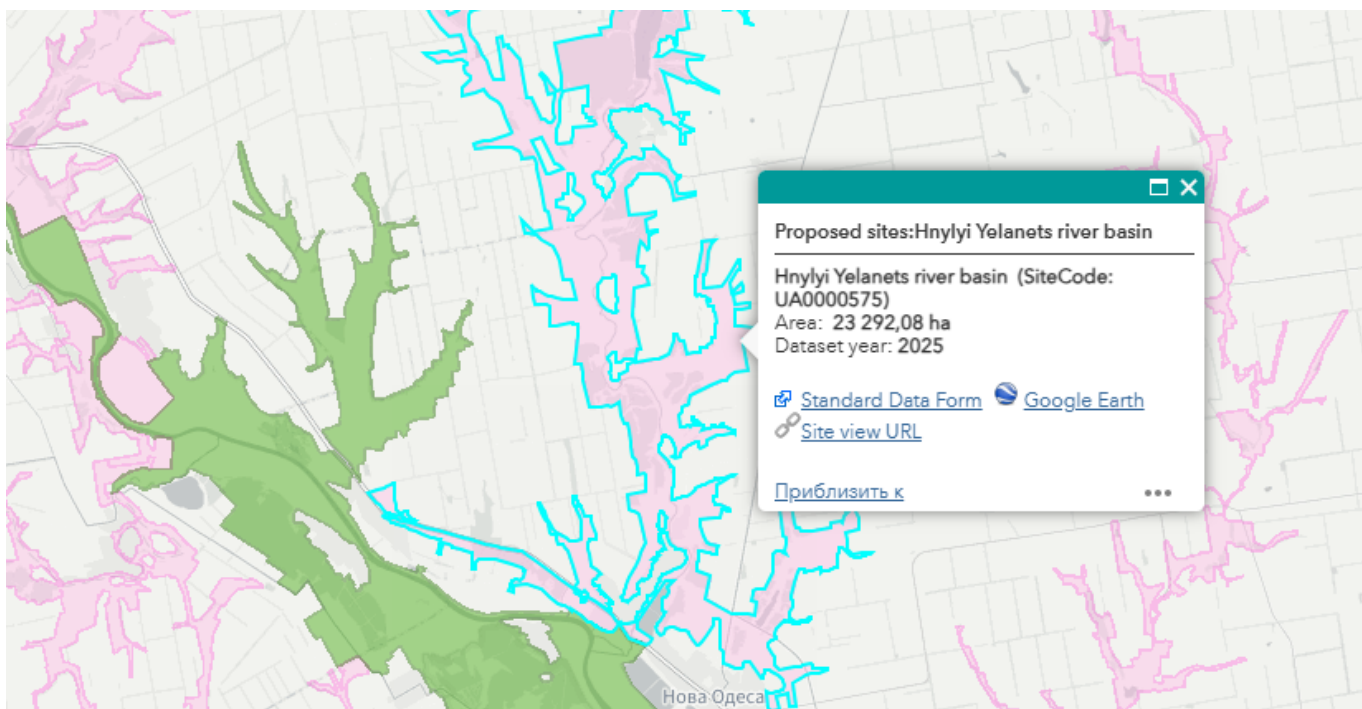 Proposed sites:Hnylyi Yelanets river basin
Hnylyi Yelanets river basin (SiteCode:
UA0000575)
Area: 23 292,08 ha
Dataset year: 2025
Standard Data Form Google Earth
Site view URL
Приблизить к
Нова Одеса